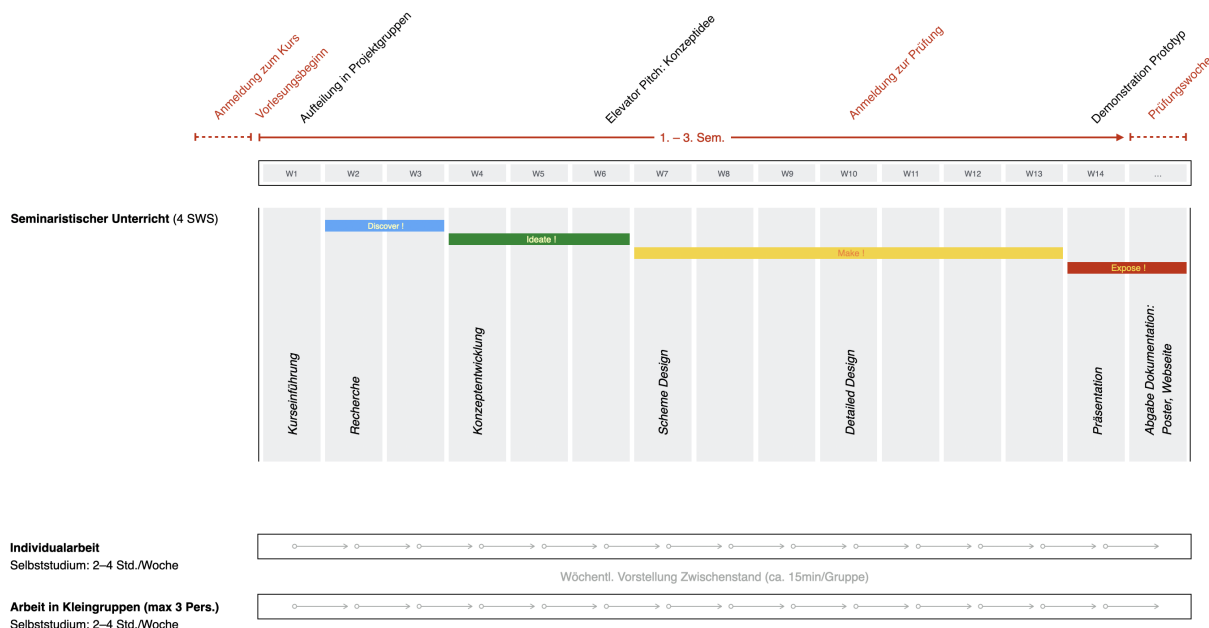 Anmeldung zum Kurs
Vorlesungsbeginn
Aufteilung in Projektgruppen
Elevator Pitch: Konzeptidee
Anmeldung zur Prüfung
Demonstration Prototyp
Prüfungswoche
1. – 3. Sem.
W1 W2 W3 W4 W5 W6 W7 W8 W9 W10 W11 W12 W13 W14 ...
Seminaristischer Unterricht (4 SWS)
Discover !
Ideate !
Make !
Expose !
Kurseinführung
Recherche
Konzeptentwicklung
Scheme Design
Detailed Design
Präsentation
Abgabe Dokumentation:
Poster, Webseite
Individualarbeit
Selbststudium: 2–4 Std./Woche
Wöchentl. Vorstellung Zwischenstand (ca. 15min/Gruppe)
Arbeit in Kleingruppen (max 3 Pers.)
Selbststudium: 2–4 Std./Woche